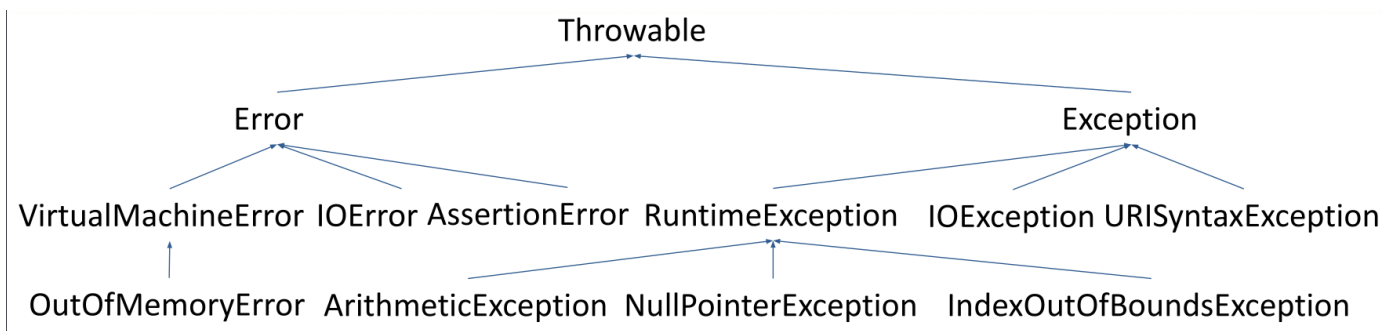 Throwable
Error Exception
VirtualMachineError IOError AssertionError RuntimeException IOException URISyntaxException
OutOfMemoryError ArithmeticException NullPointerException IndexOutOfBoundsException